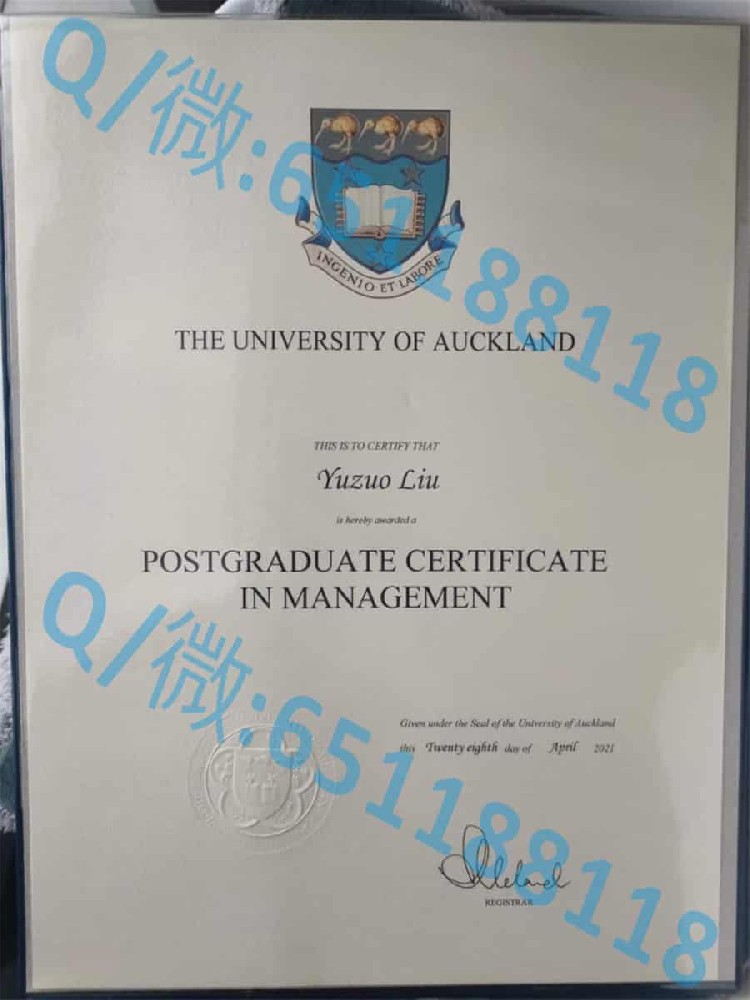 Q/微:651188118
INGENIO ET LABORE
THE UNIVERSITY OF AUCKLAND
THIS IS TO CERTIFY THAT
Yuzuo Liu
is hereby awarded a
POSTGRADUATE CERTIFICATE
IN MANAGEMENT
Q/微:651188118
Given under the Seal of the University of Auckland
this Twenty eighth day of April 2021
REGISTRAR